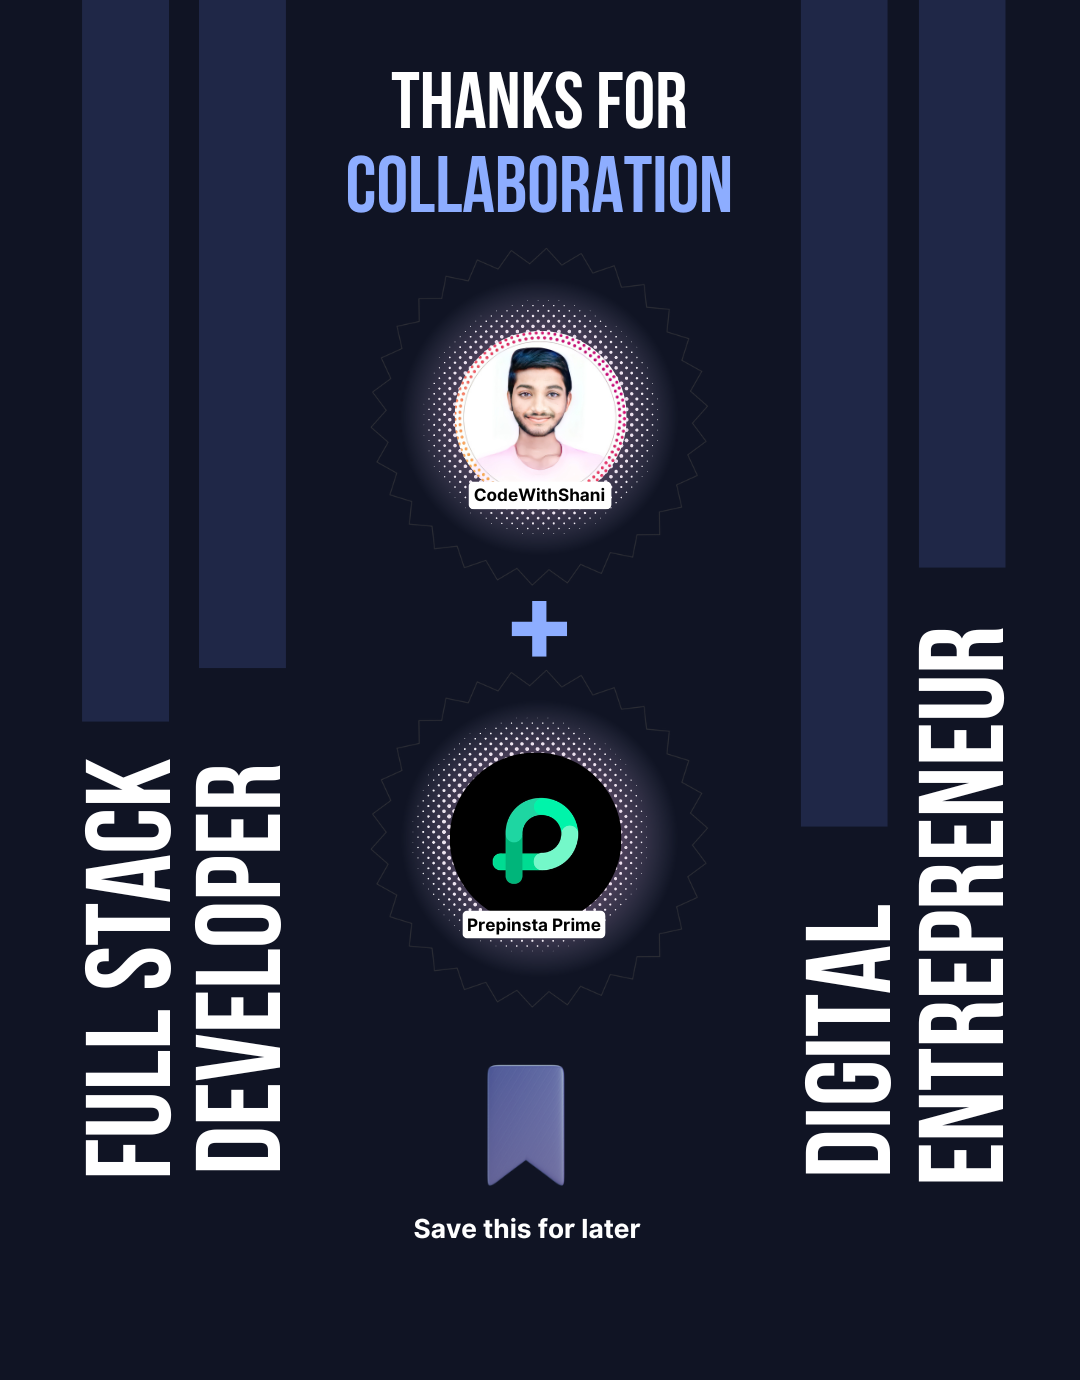 THANKS FOR
COLLABORATION
CodeWithShani
Prepinsta Prime
FULL STACK
DEVELOPER
DIGITAL
ENTREPRENEUR
Save this for later